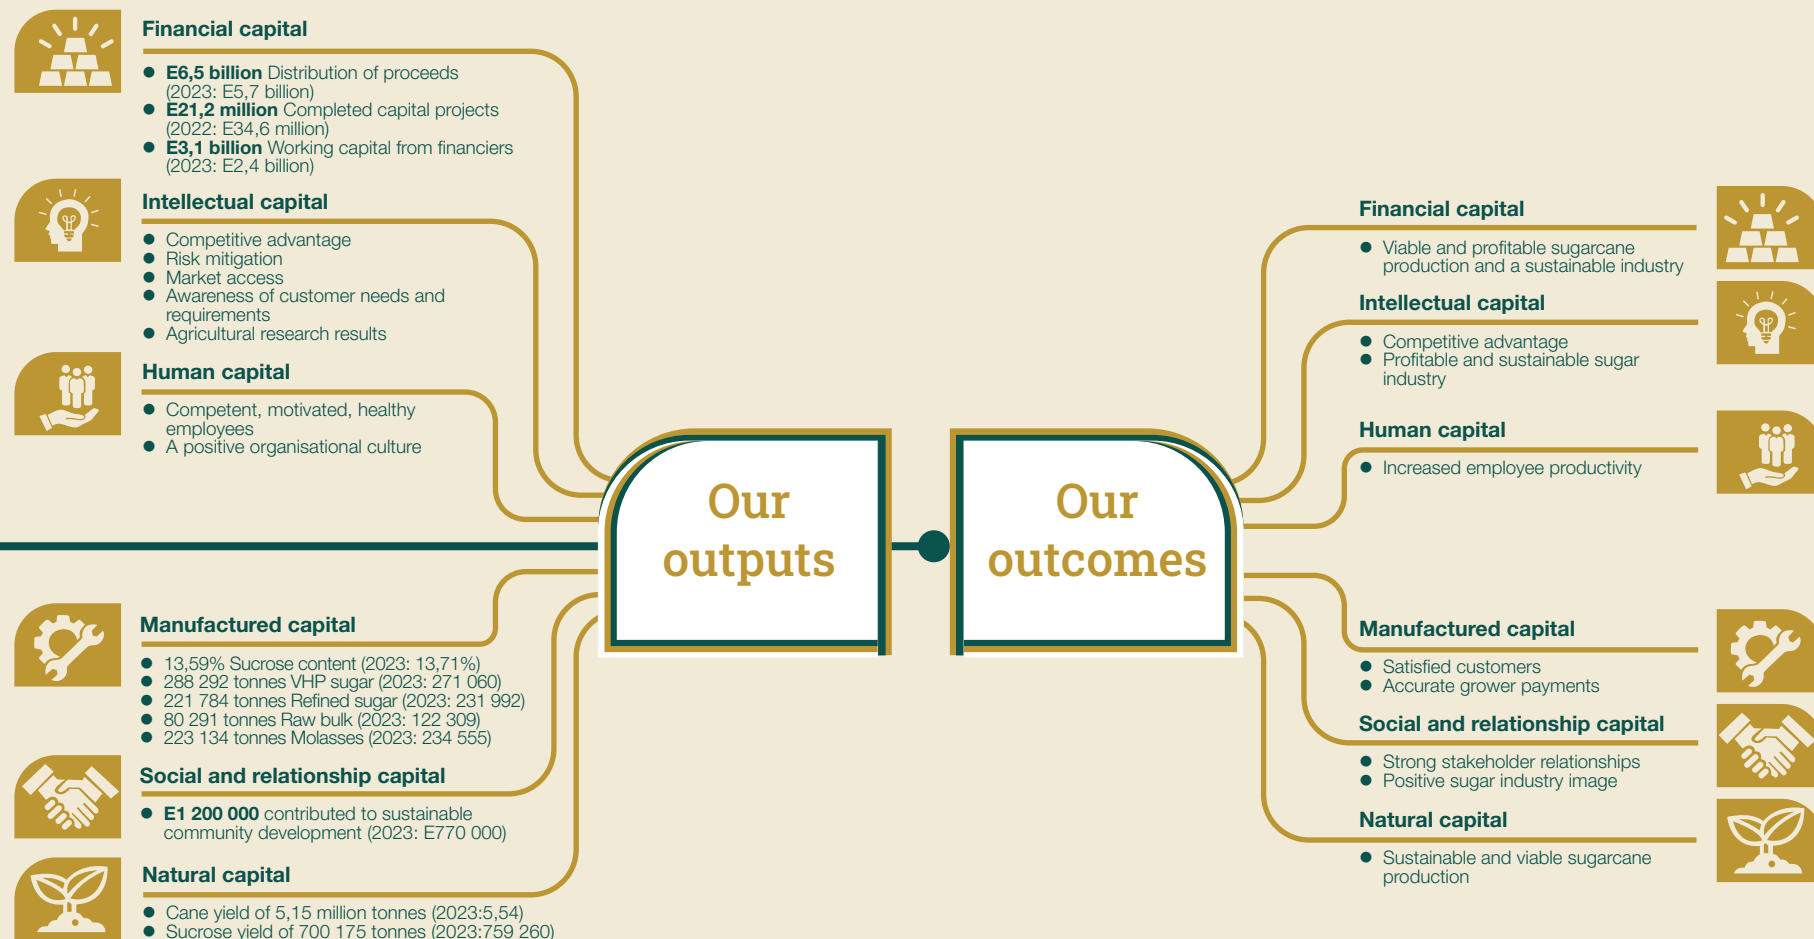 Financial capital
● E6,5 billion Distribution of proceeds
(2023: E5,7 billion)
● E21,2 million Completed capital projects
(2022: E34,6 million)
● E3,1 billion Working capital from financiers
(2023: E2,4 billion)
Intellectual capital
● Competitive advantage
● Risk mitigation
● Market access
● Awareness of customer needs and
requirements
● Agricultural research results
Human capital
● Competent, motivated, healthy
employees
● A positive organisational culture
Our
outputs
Manufactured capital
● 13,59% Sucrose content (2023: 13,71%)
● 288 292 tonnes VHP sugar (2023: 271 060)
● 221 784 tonnes Refined sugar (2023: 231 992)
● 80 291 tonnes Raw bulk (2023: 122 309)
● 223 134 tonnes Molasses (2023: 234 555)
Social and relationship capital
● E1 200 000 contributed to sustainable
community development (2023: E770 000)
Natural capital
● Cane yield of 5,15 million tonnes (2023:5,54)
● Sucrose yield of 700 175 tonnes (2023:759 260)
Financial capital
● Viable and profitable sugarcane
production and a sustainable industry
Intellectual capital
● Competitive advantage
● Profitable and sustainable sugar
industry
Human capital
● Increased employee productivity
Our
outcomes
Manufactured capital
● Satisfied customers
● Accurate grower payments
Social and relationship capital
● Strong stakeholder relationships
● Positive sugar industry image
Natural capital
● Sustainable and viable sugarcane
production